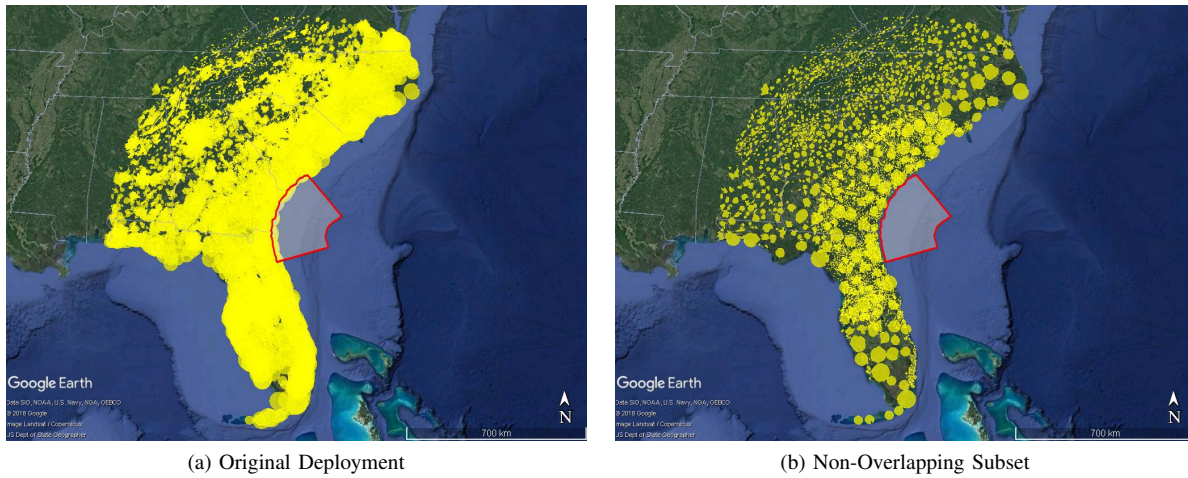 Google Earth
Data SIO, NOAA, U.S. Navy, NGA, GEBCO
© 2018 Google
Image Landsat / Copernicus
US Dept of State Geographer
N
700 km
(a) Original Deployment
Google Earth
Data SIO, NOAA, U.S. Navy, NGA, GEBCO
© 2018 Google
Image Landsat / Copernicus
US Dept of State Geographer
N
700 km
(b) Non-Overlapping Subset